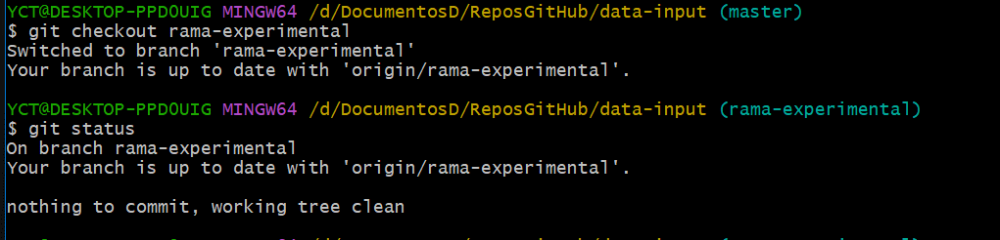 YCT@DESKTOP-PPD0UIG MINGW64 /d/DocumentosD/ReposGitHub/data-input (master)
$ git checkout rama-experimental
Switched to branch 'rama-experimental'
Your branch is up to date with 'origin/rama-experimental'.
YCT@DESKTOP-PPD0UIG MINGW64 /d/DocumentosD/ReposGitHub/data-input (rama-experimental)
$ git status
On branch rama-experimental
Your branch is up to date with 'origin/rama-experimental'.
nothing to commit, working tree clean